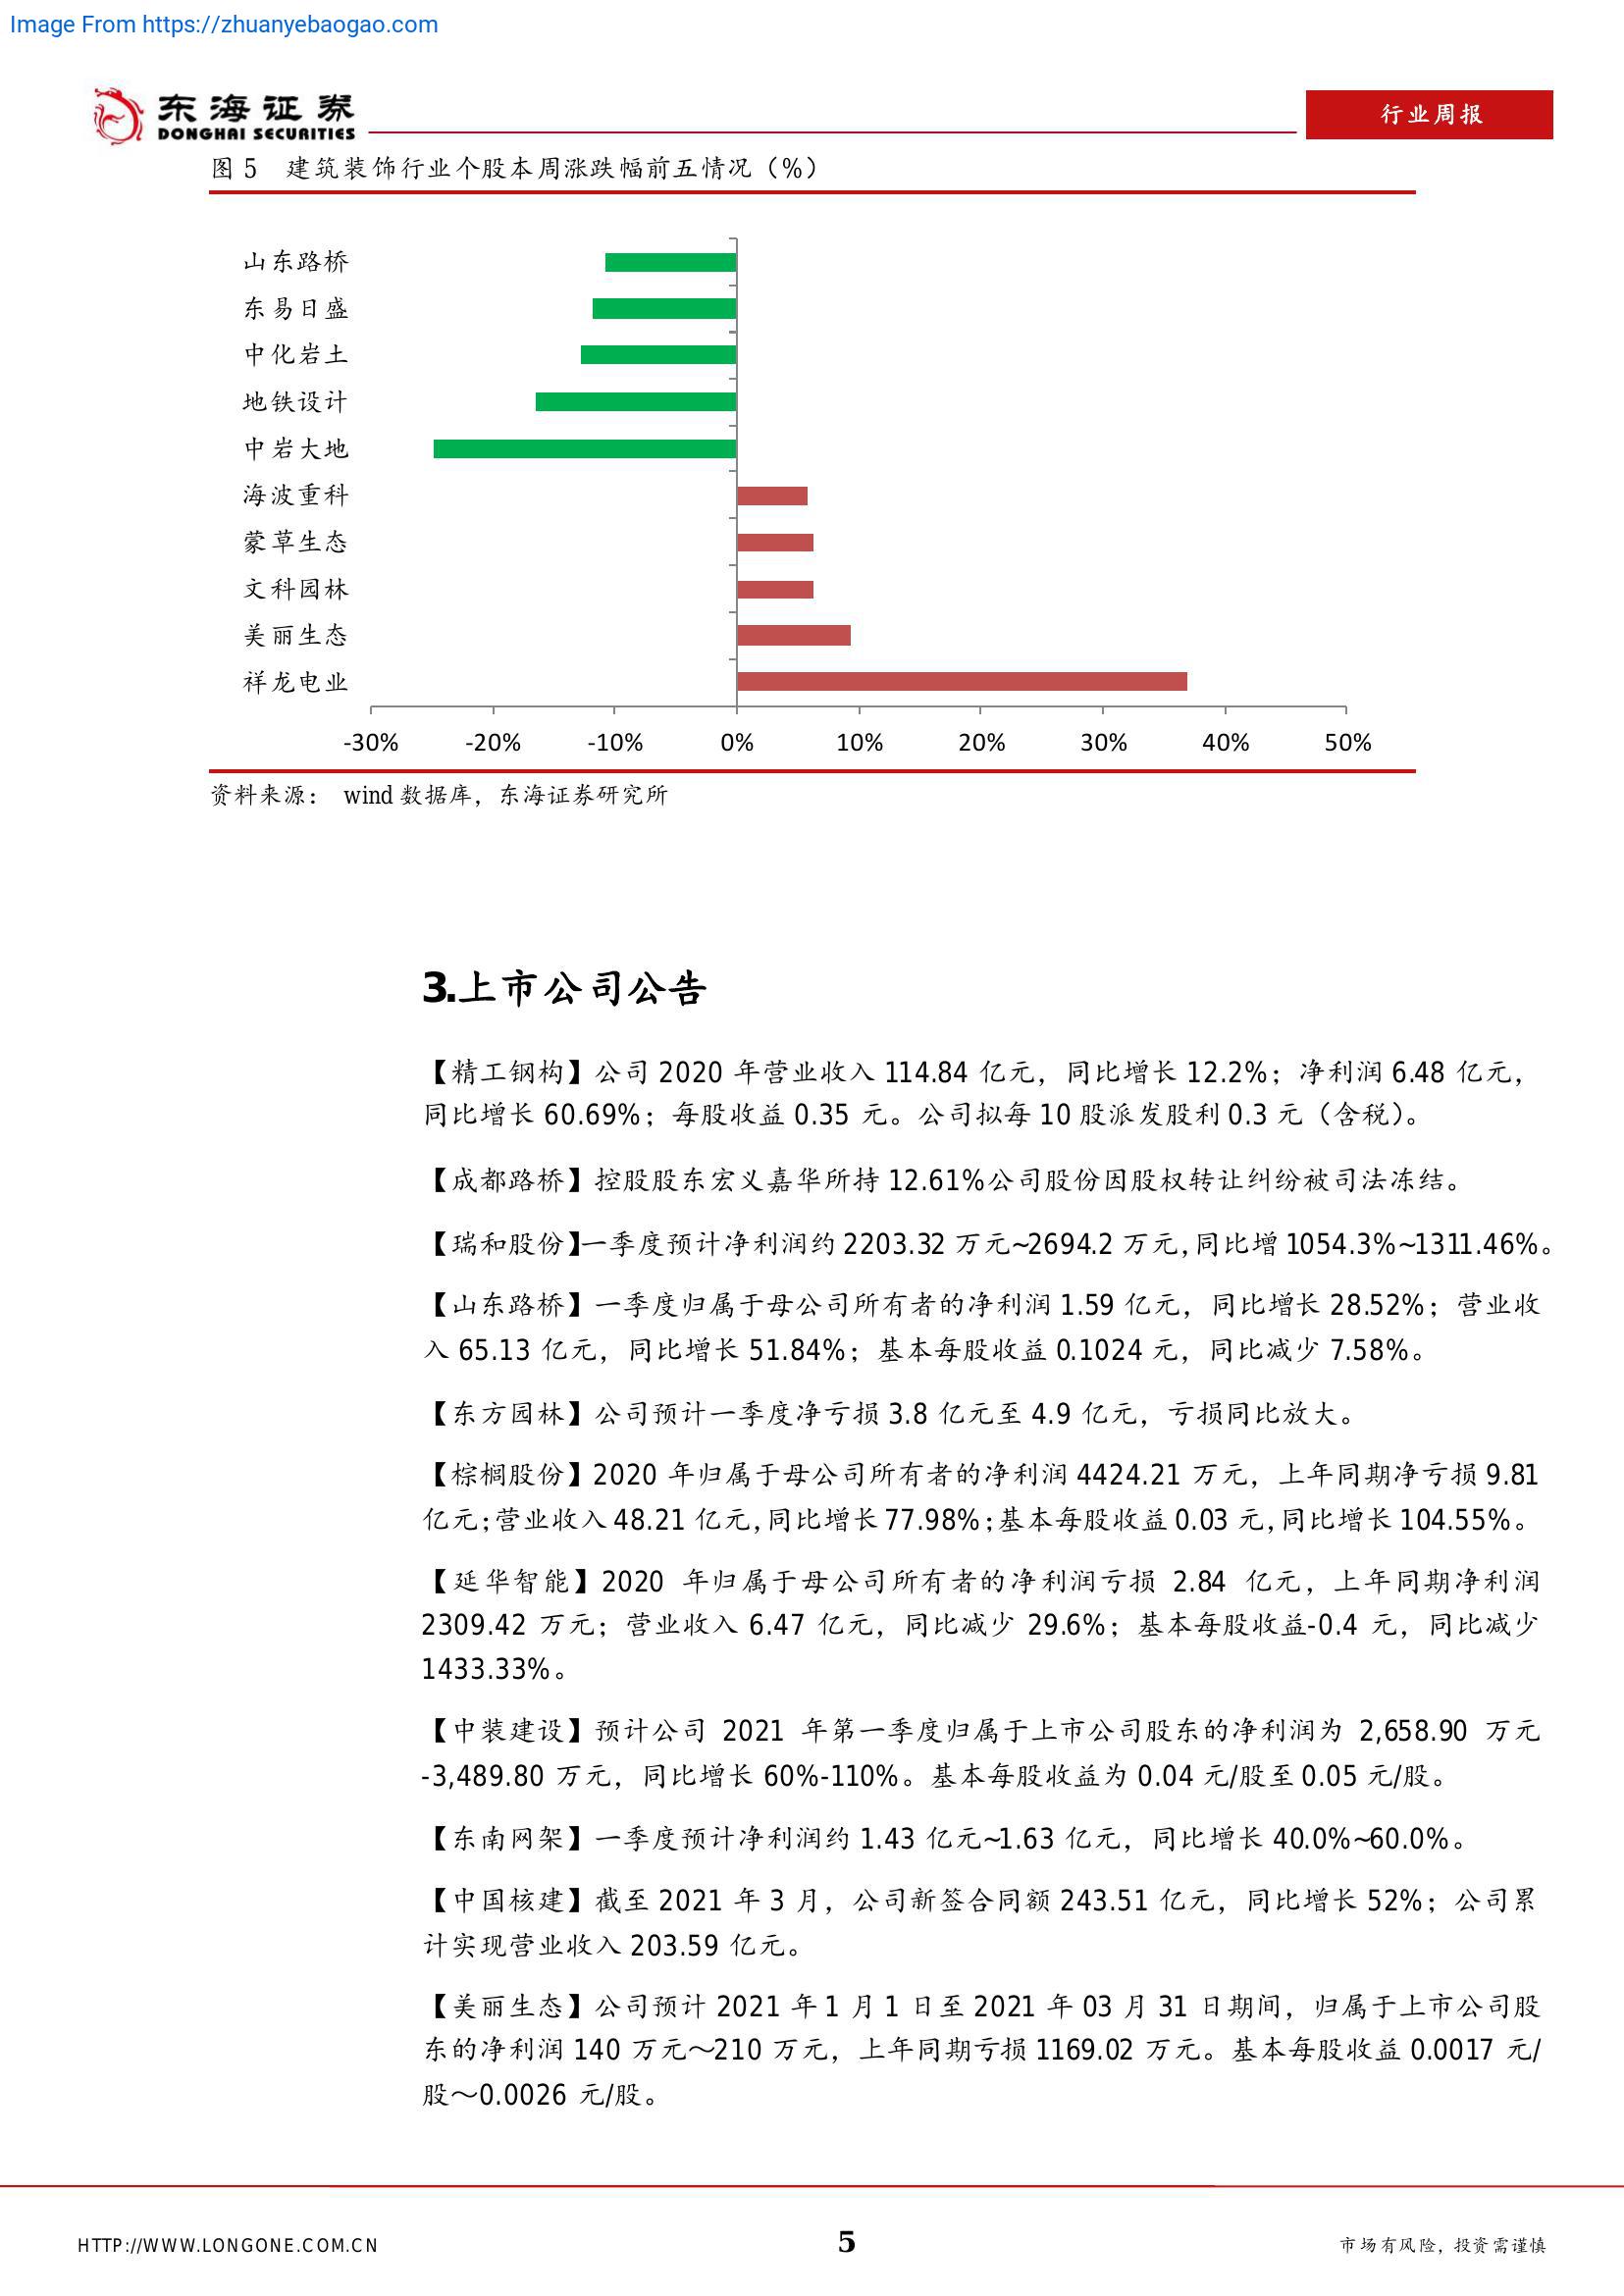 Image From https://zhuanyebaogao.com
东海证券
DONGHAI SECURITIES
行业周报
图 5 建筑装饰行业个股本周涨跌幅前五情况（%）
山东路桥
东易日盛
中化岩土
地铁设计
中岩大地
海波重科
蒙草生态
文科园林
美丽生态
祥龙电业
-30% -20% -10% 0% 10% 20% 30% 40% 50%
资料来源： wind 数据库，东海证券研究所
3.上市公司公告
【精工钢构】公司 2020 年营业收入 114.84 亿元，同比增长 12.2%；净利润 6.48 亿元，
同比增长 60.69%；每股收益 0.35 元。公司拟每 10 股派发股利 0.3 元（含税）。
【成都路桥】控股股东宏义嘉华所持 12.61%公司股份因股权转让纠纷被司法冻结。
【瑞和股份】一季度预计净利润约 2203.32 万元~2694.2 万元，同比增 1054.3%~1311.46%。
【山东路桥】一季度归属于母公司所有者的净利润 1.59 亿元，同比增长 28.52%；营业收
入 65.13 亿元，同比增长 51.84%；基本每股收益 0.1024 元，同比减少 7.58%。
【东方园林】公司预计一季度净亏损 3.8 亿元至 4.9 亿元，亏损同比放大。
【棕榈股份】2020 年归属于母公司所有者的净利润 4424.21 万元，上年同期净亏损 9.81
亿元；营业收入 48.21 亿元，同比增长 77.98%；基本每股收益 0.03 元，同比增长 104.55%。
【延华智能】2020 年归属于母公司所有者的净利润亏损 2.84 亿元，上年同期净利润
2309.42 万元；营业收入 6.47 亿元，同比减少 29.6%；基本每股收益-0.4 元，同比减少
1433.33%。
【中装建设】预计公司 2021 年第一季度归属于上市公司股东的净利润为 2,658.90 万元
-3,489.80 万元，同比增长 60%-110%。基本每股收益为 0.04 元/股至 0.05 元/股。
【东南网架】一季度预计净利润约 1.43 亿元~1.63 亿元，同比增长 40.0%~60.0%。
【中国核建】截至 2021 年 3 月，公司新签合同额 243.51 亿元，同比增长 52%；公司累
计实现营业收入 203.59 亿元。
【美丽生态】公司预计 2021 年 1 月 1 日至 2021 年 03 月 31 日期间，归属于上市公司股
东的净利润 140 万元～210 万元，上年同期亏损 1169.02 万元。基本每股收益 0.0017 元/
股～0.0026 元/股。
HTTP://WWW.LONGONE.COM.CN 5 市场有风险，投资需谨慎